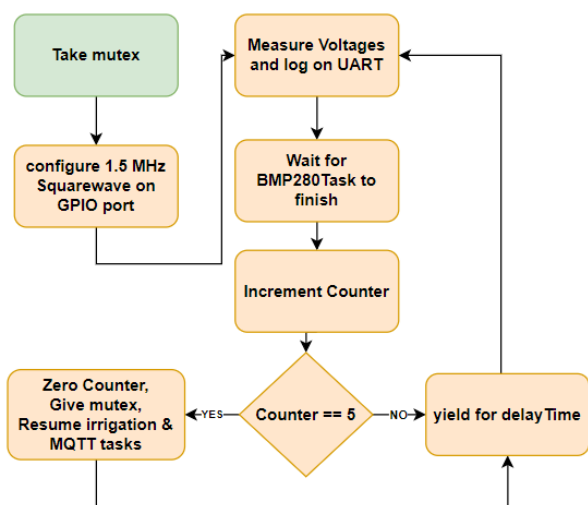 Take mutex
Measure Voltages
and log on UART
configure 1.5 MHz
Squarewave on
GPIO port
Wait for
BMP280Task to
finish
Increment Counter
Zero Counter,
Give mutex,
Resume irrigation &
MQTT tasks
YES
Counter == 5
NO
yield for delayTime